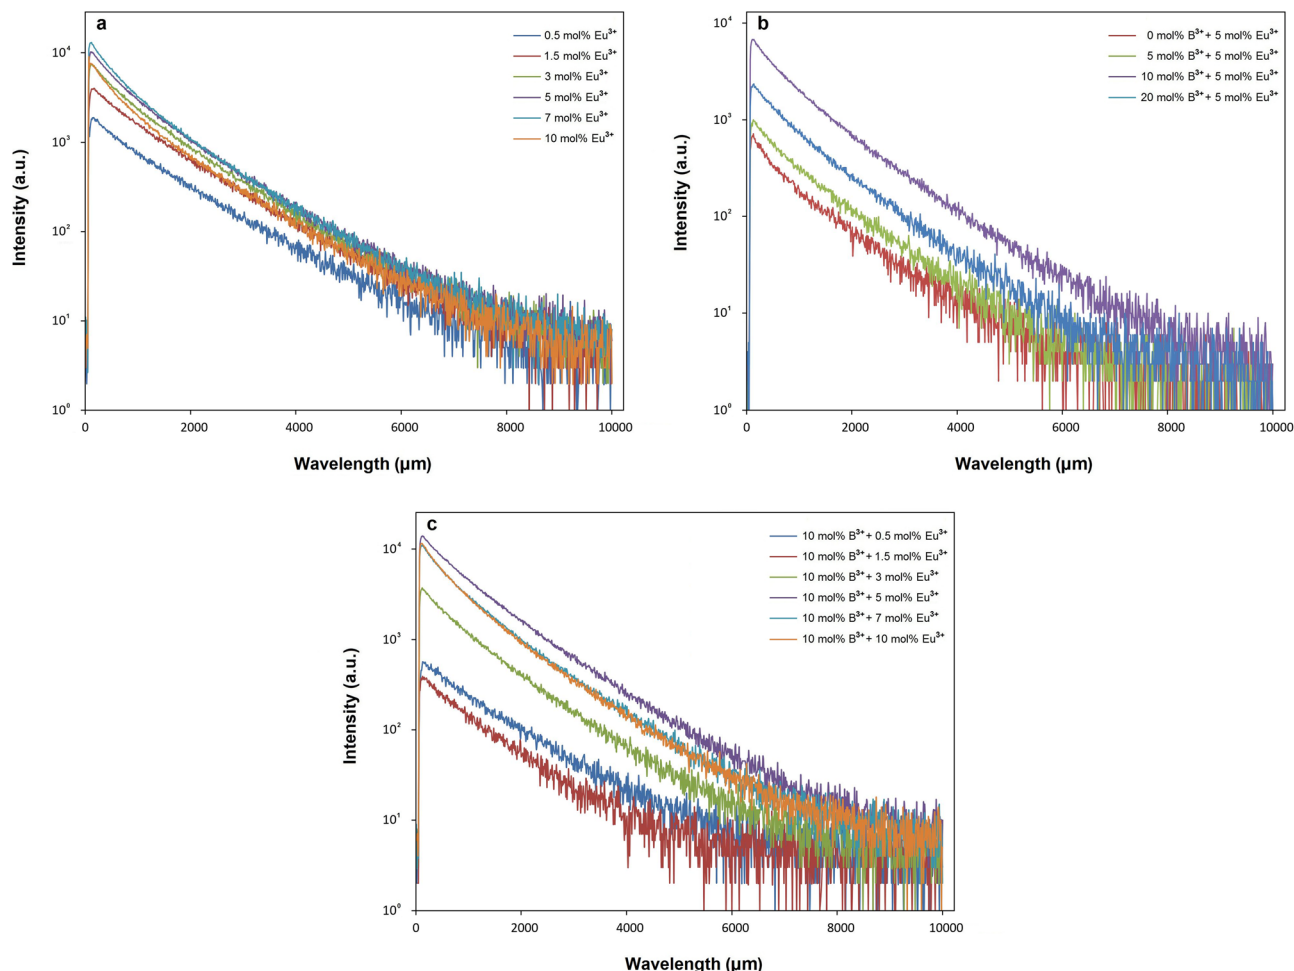 a
0.5 mol% Eu³⁺
1.5 mol% Eu³⁺
3 mol% Eu³⁺
5 mol% Eu³⁺
7 mol% Eu³⁺
10 mol% Eu³⁺
10⁴
10³
10²
10¹
10⁰
Intensity (a.u.)
0 2000 4000 6000 8000 10000
Wavelength (µm)
b
0 mol% B³⁺ + 5 mol% Eu³⁺
5 mol% B³⁺ + 5 mol% Eu³⁺
10 mol% B³⁺ + 5 mol% Eu³⁺
20 mol% B³⁺ + 5 mol% Eu³⁺
10⁴
10³
10²
10¹
10⁰
Intensity (a.u.)
0 2000 4000 6000 8000 10000
Wavelength (µm)
c
10 mol% B³⁺ + 0.5 mol% Eu³⁺
10 mol% B³⁺ + 1.5 mol% Eu³⁺
10 mol% B³⁺ + 3 mol% Eu³⁺
10 mol% B³⁺ + 5 mol% Eu³⁺
10 mol% B³⁺ + 7 mol% Eu³⁺
10 mol% B³⁺ + 10 mol% Eu³⁺
10⁴
10³
10²
10¹
10⁰
Intensity (a.u.)
0 2000 4000 6000 8000 10000
Wavelength (µm)